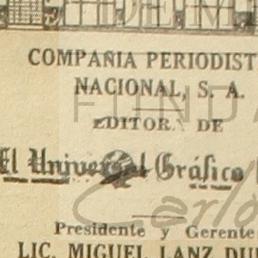 COMPAÑIA PERIODIST
NACIONAL, S. A.
EDITOR DE
El Universal Gráfico
Presidente y Gerente
LIC. MIGUEL LANZ DU